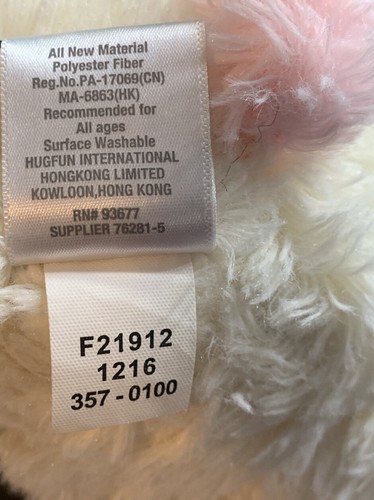 All New Material
Polyester Fiber
Reg.No.PA-17069(CN)
MA-6863(HK)
Recommended for
All ages
Surface Washable
HUGFUN INTERNATIONAL
HONGKONG LIMITED
KOWLOON,HONG KONG
RN# 93677
SUPPLIER 76281-5
F21912
1216
357-0100